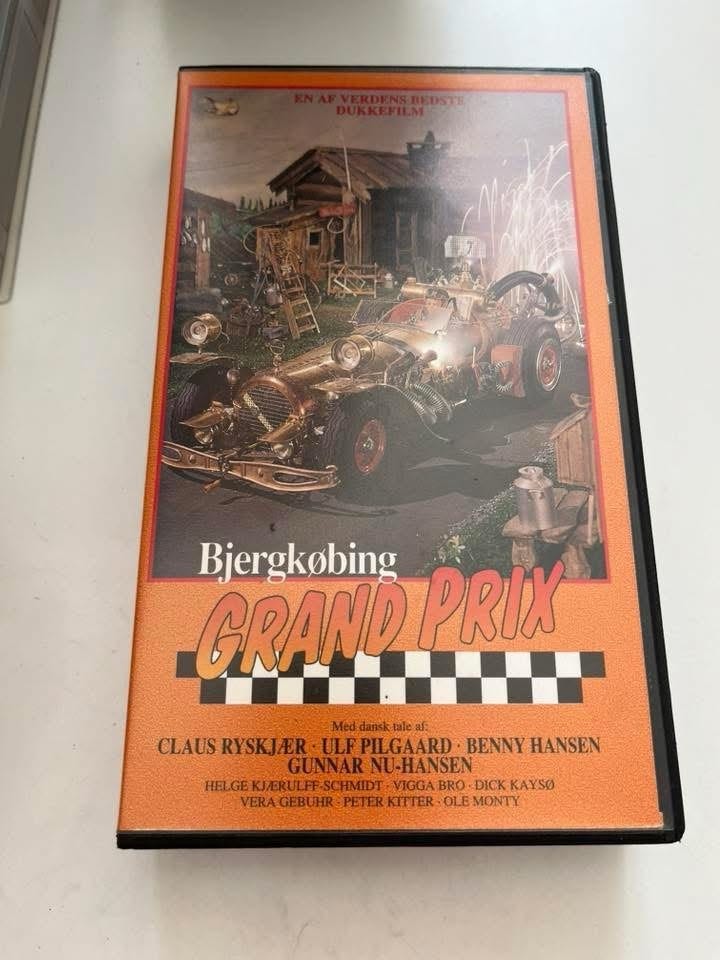 EN AF VERDENS BEDSTE
DUKKEFILM
Bjergkøbing
GRAND PRIX
Med dansk tale af:
CLAUS RYSKJÆR · ULF PILGAARD · BENNY HANSEN
GUNNAR NU-HANSEN
HELGE KJÆRULFF-SCHMIDT · VIGGA BRO · DICK KAYSØ
VERA GEBUHR · PETER KITTER · OLE MONTY